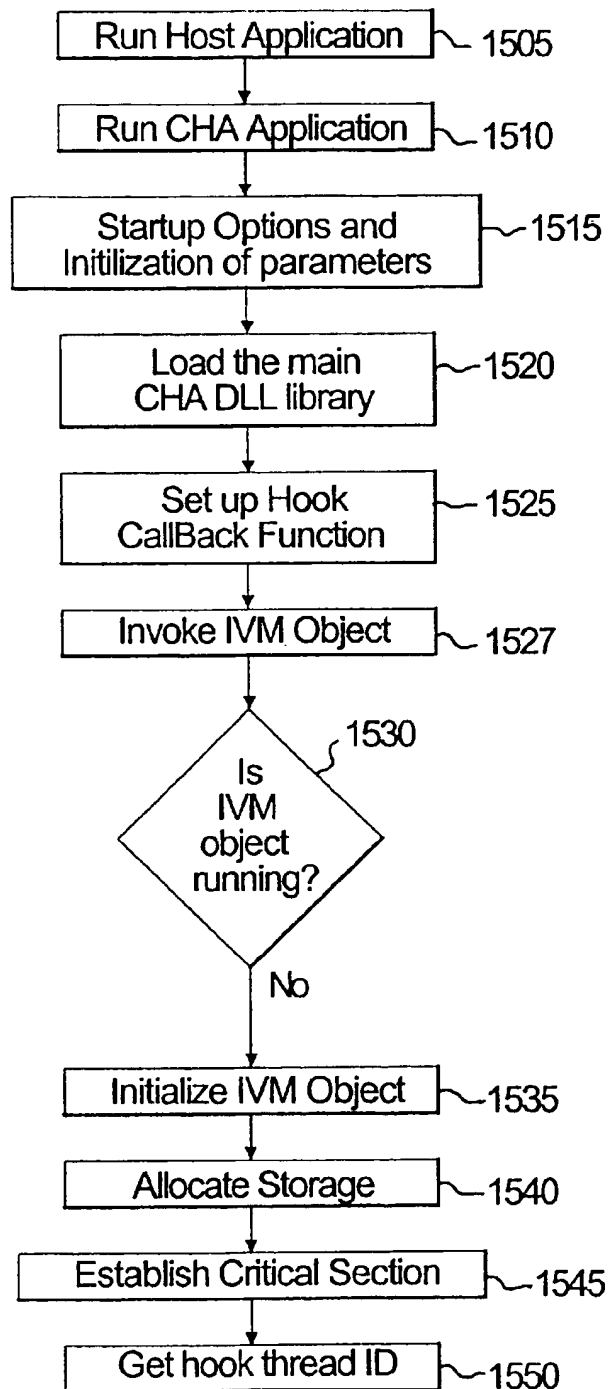 Run Host Application
1505
Run CHA Application
1510
Startup Options and
Initilization of parameters
1515
Load the main
CHA DLL library
1520
Set up Hook
CallBack Function
1525
Invoke IVM Object
1527
1530
Is
IVM
object
running?
No
Initialize IVM Object
1535
Allocate Storage
1540
Establish Critical Section
1545
Get hook thread ID
1550